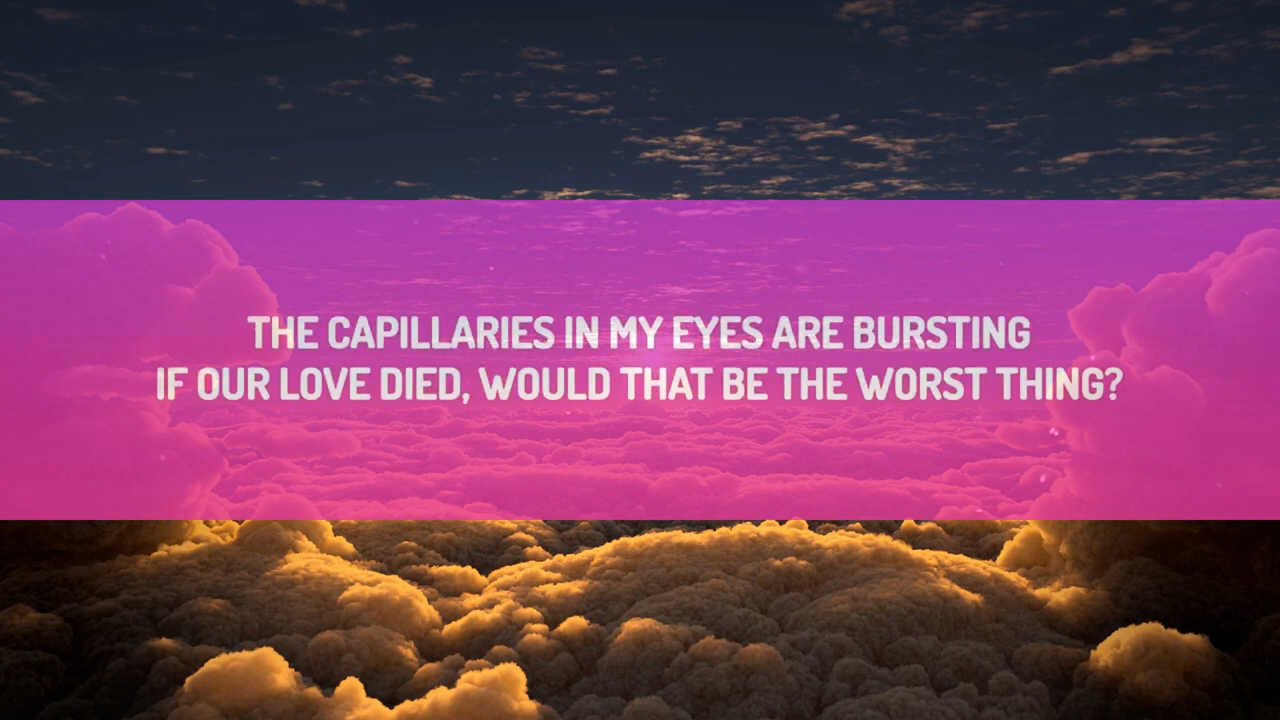 THE CAPILLARIES IN MY EYES ARE BURSTING
IF OUR LOVE DIED, WOULD THAT BE THE WORST THING?